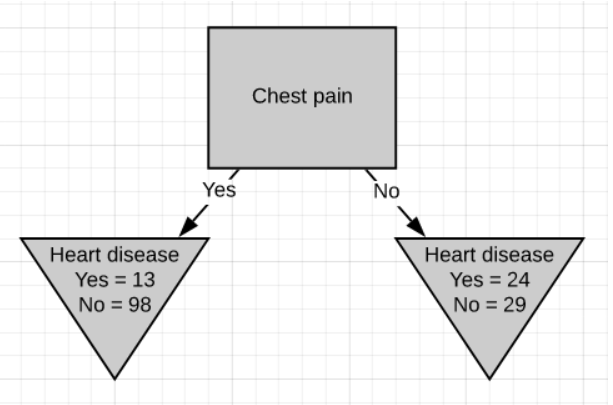 Chest pain
Yes
No
Heart disease
Yes = 13
No = 98
Heart disease
Yes = 24
No = 29